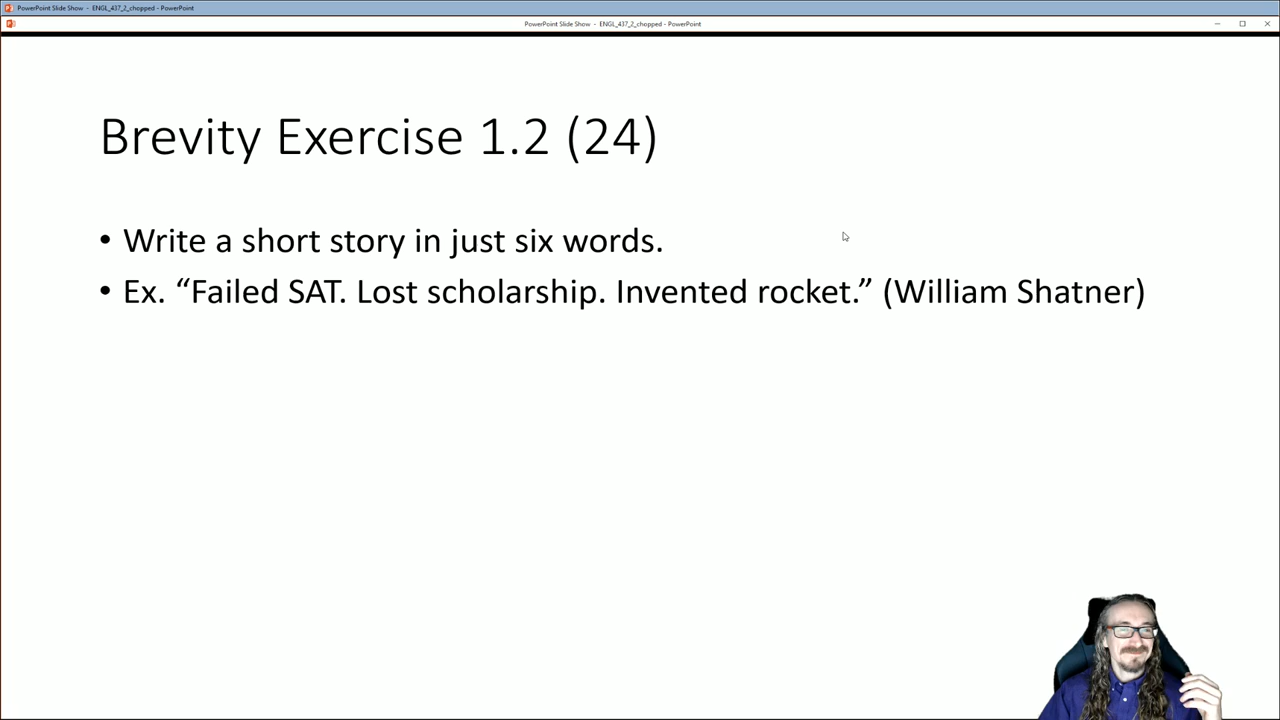 PowerPoint Slide Show - ENGL_437_2_chopped - PowerPoint
PowerPoint Slide Show - ENGL_437_2_chopped - PowerPoint
Brevity Exercise 1.2 (24)
• Write a short story in just six words.
• Ex. “Failed SAT. Lost scholarship. Invented rocket.” (William Shatner)